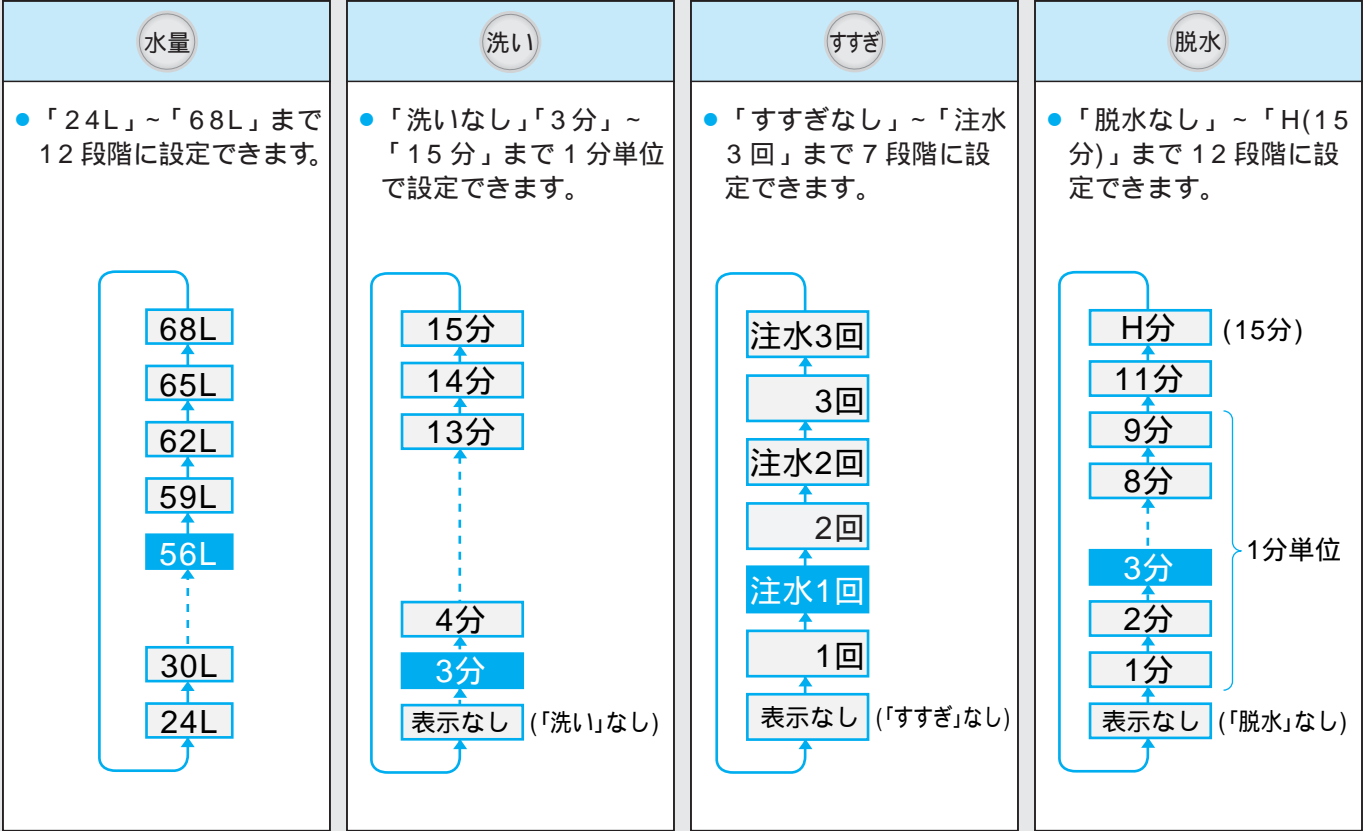 水量
●「24L」~「68L」まで
12段階に設定できます。
68L
65L
62L
59L
56L
30L
24L
洗い
●「洗いなし」「3分」~
「15分」まで1分単位
で設定できます。
15分
14分
13分
4分
3分
表示なし (「洗い」なし)
すすぎ
●「すすぎなし」~「注水
3回」まで7段階に設
定できます。
注水3回
3回
注水2回
2回
注水1回
1回
表示なし (「すすぎ」なし)
脱水
●「脱水なし」~「H(15
分)」まで12段階に設
定できます。
H分 (15分)
11分
9分
8分
1分単位
3分
2分
1分
表示なし (「脱水」なし)